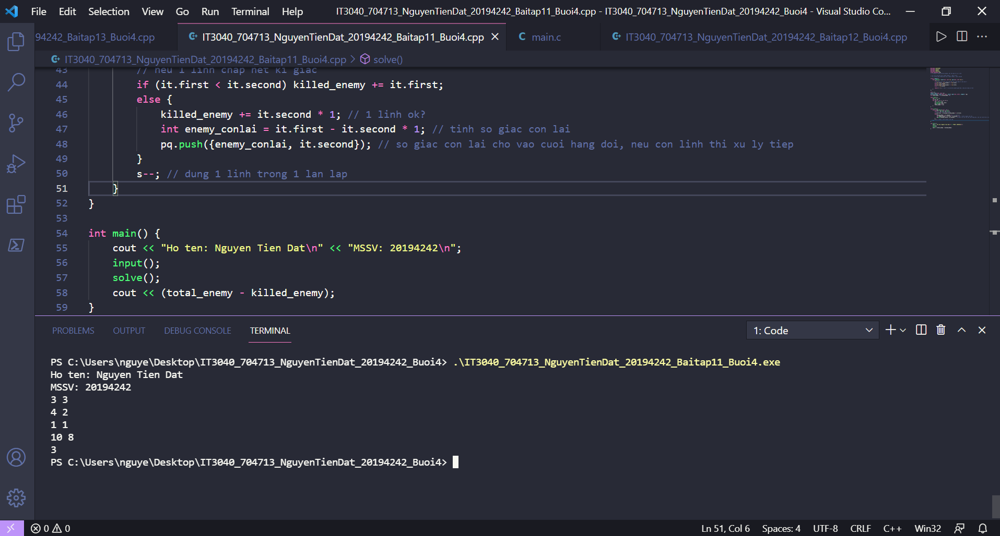 File Edit Selection View Go Run Terminal Help IT3040_704713_NguyenTienDat_20194242_Baitap11_Buoi4.cpp - IT3040_704713_NguyenTienDat_20194242_Buoi4 - Visual Studio Co...
94242_Baitap13_Buoi4.cpp IT3040_704713_NguyenTienDat_20194242_Baitap11_Buoi4.cpp main.c IT3040_704713_NguyenTienDat_20194242_Baitap12_Buoi4.cpp
IT3040_704713_NguyenTienDat_20194242_Baitap11_Buoi4.cpp > solve()
43 // neu 1 linh chap het ki giac
44 if (it.first < it.second) killed_enemy += it.first;
45 else {
46 killed_enemy += it.second * 1; // 1 linh ok?
47 int enemy_conlai = it.first - it.second * 1; // tinh so giac con lai
48 pq.push({enemy_conlai, it.second}); // so giac con lai cho vao cuoi hang doi, neu con linh thi xu ly tiep
49 }
50 s--; // dung 1 linh trong 1 lan lap
51 }
52 }
53
54 int main() {
55 cout << "Ho ten: Nguyen Tien Dat\n" << "MSSV: 20194242\n";
56 input();
57 solve();
58 cout << (total_enemy - killed_enemy);
59 }
PROBLEMS OUTPUT DEBUG CONSOLE TERMINAL 1: Code
PS C:\Users\nguye\Desktop\IT3040_704713_NguyenTienDat_20194242_Buoi4> .\IT3040_704713_NguyenTienDat_20194242_Baitap11_Buoi4.exe
Ho ten: Nguyen Tien Dat
MSSV: 20194242
3 3
4 2
1 1
10 8
3
PS C:\Users\nguye\Desktop\IT3040_704713_NguyenTienDat_20194242_Buoi4>
0 0 Ln 51, Col 6 Spaces: 4 UTF-8 CRLF C++ Win32